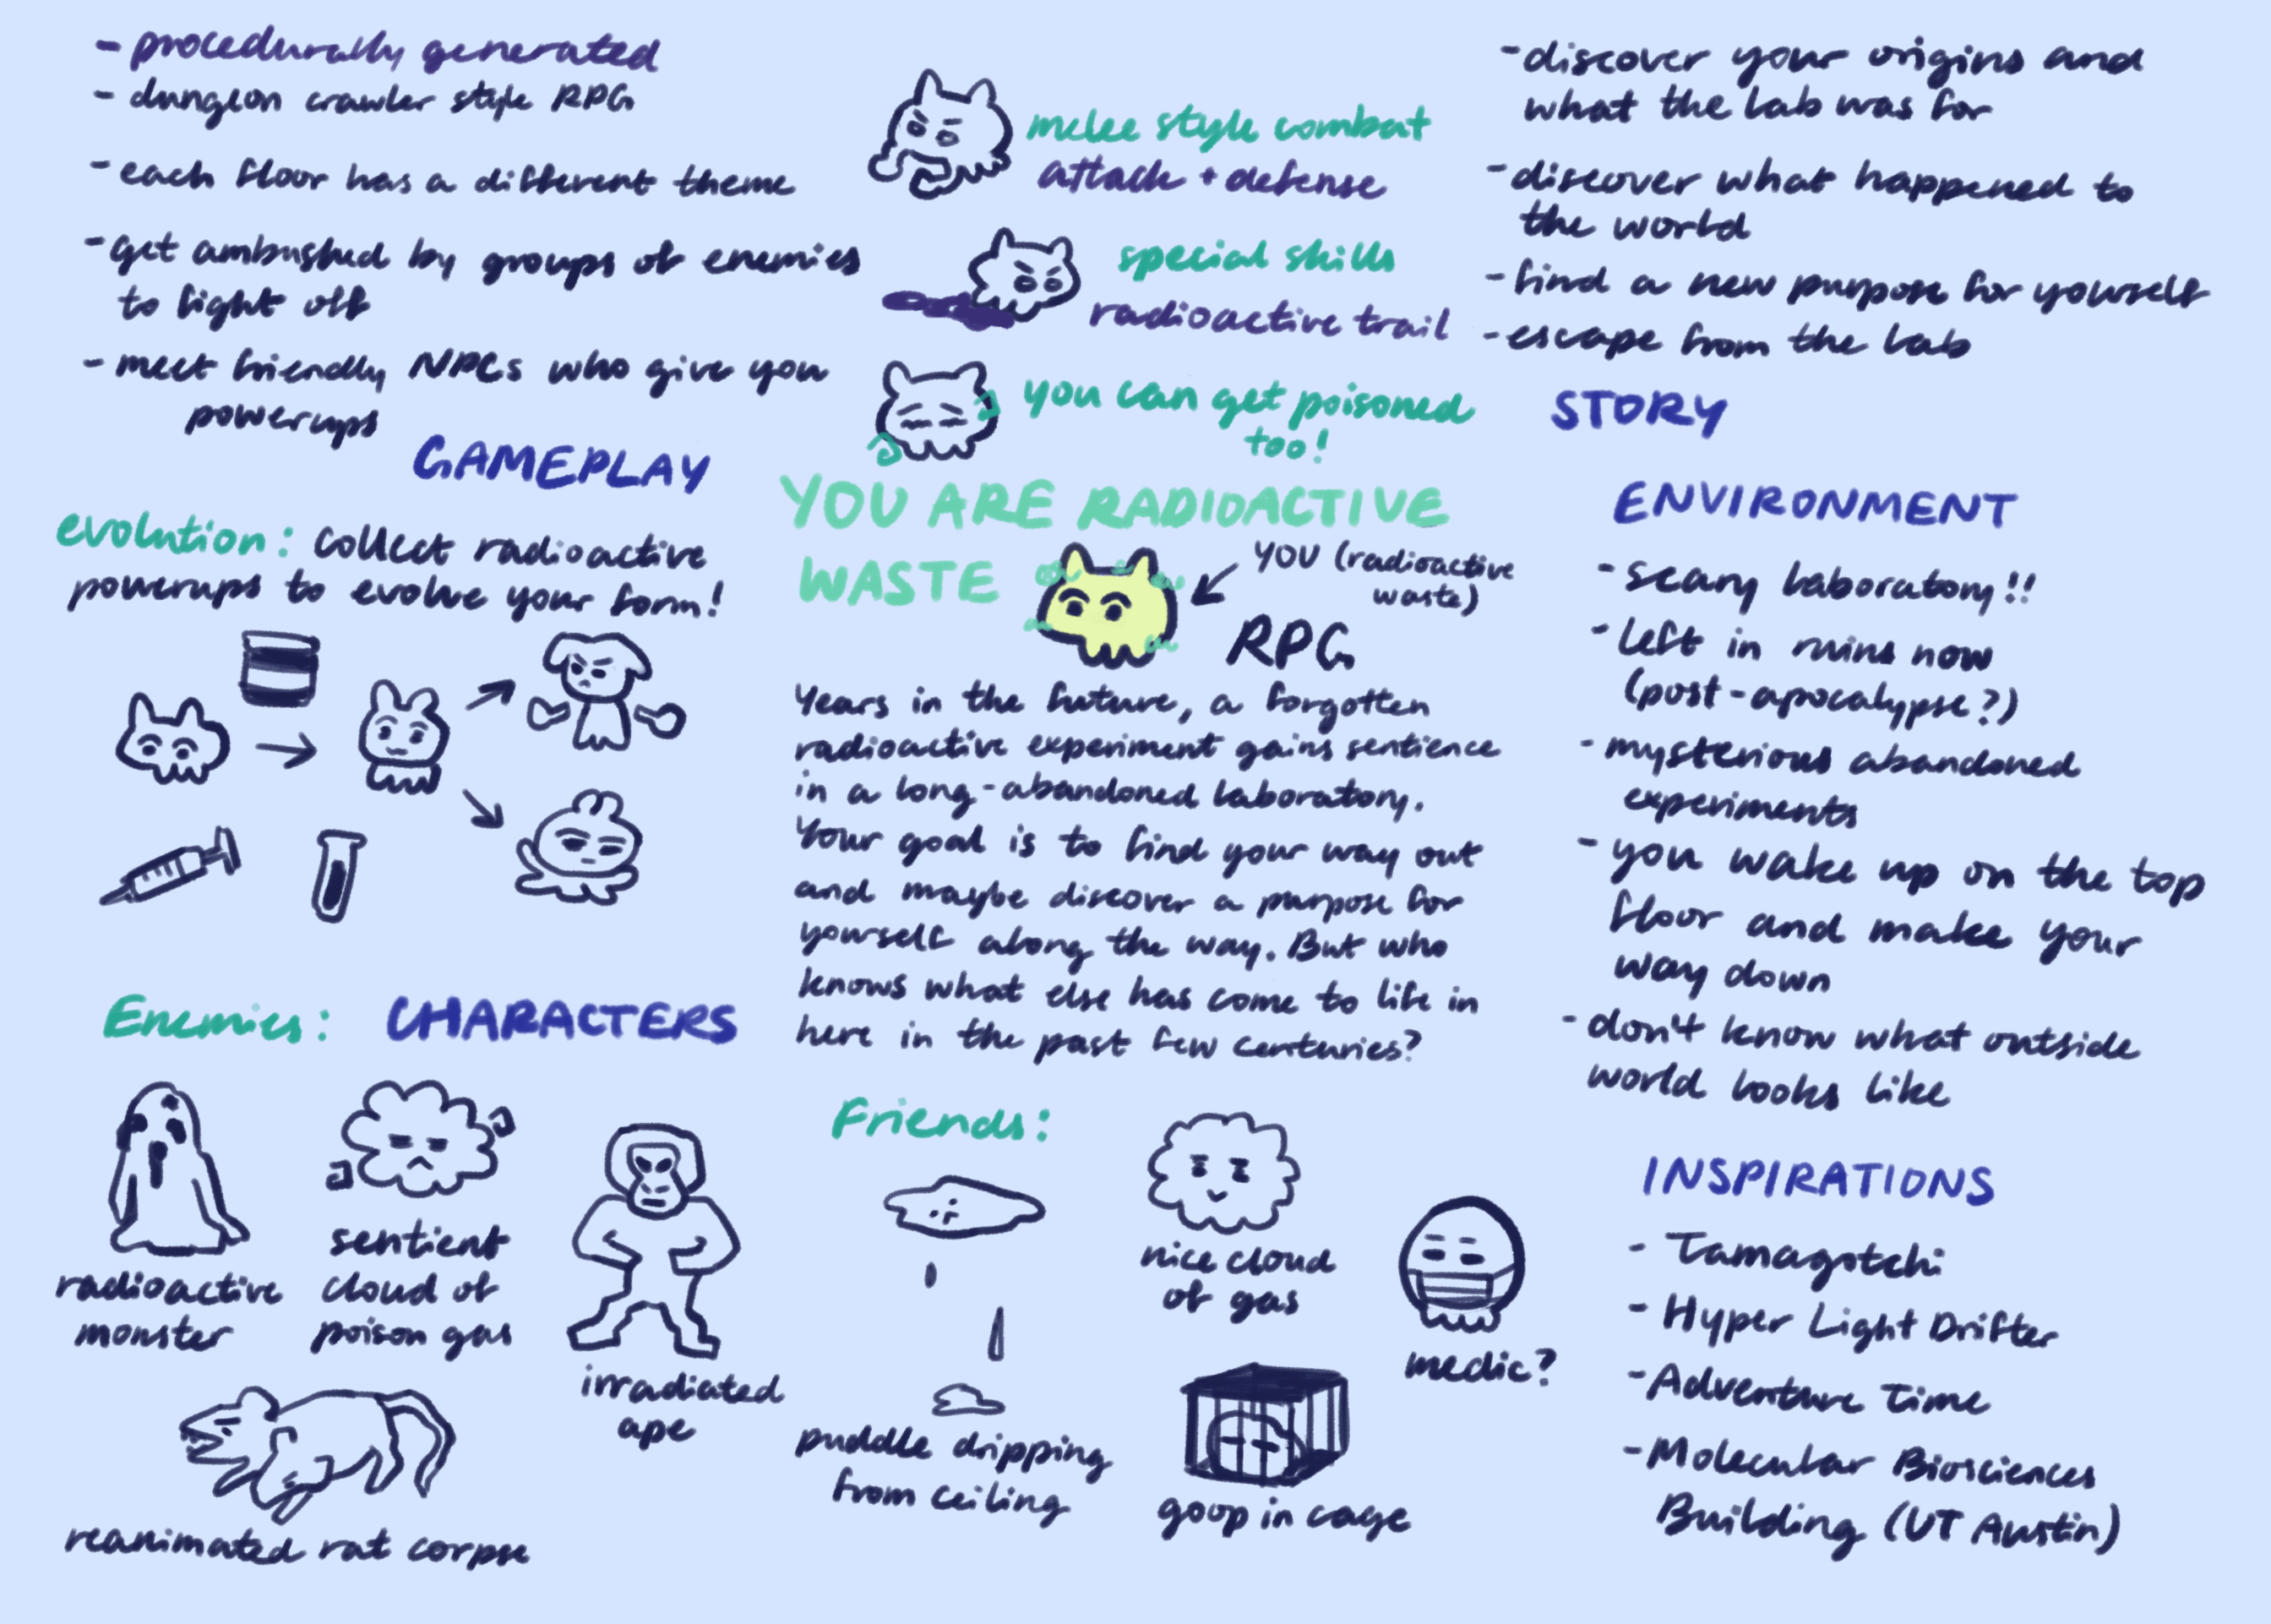 - procedurally generated
- dungeon crawler style RPG
- each floor has a different theme
- get ambushed by groups of enemies
to fight off
- meet friendly NPCs who give you
powerups
GAMEPLAY
evolution: collect radioactive
powerups to evolve your form!
melee style combat
attack + defense
special skills
radioactive trail
you can get poisoned
too!
- discover your origins and
what the lab was for
- discover what happened to
the world
- find a new purpose for yourself
- escape from the lab
STORY
YOU ARE RADIOACTIVE
WASTE
YOU (radioactive
waste)
RPG
Years in the future, a forgotten
radioactive experiment gains sentience
in a long-abandoned laboratory.
Your goal is to find your way out
and maybe discover a purpose for
yourself along the way. But who
knows what else has come to life in
here in the past few centuries?
ENVIRONMENT
- scary laboratory!!
- left in ruins now
(post-apocalypse?)
- mysterious abandoned
experiments
- you wake up on the top
floor and make your
way down
- don't know what outside
world looks like
CHARACTERS
Enemies:
radioactive
monster
sentient
cloud of
poison gas
irradiated
ape
reanimated rat corpse
Friends:
puddle dripping
from ceiling
nice cloud
of gas
goop in cage
medic?
INSPIRATIONS
- Tamagotchi
- Hyper Light Drifter
- Adventure Time
- Molecular Biosciences
Building (UT Austin)